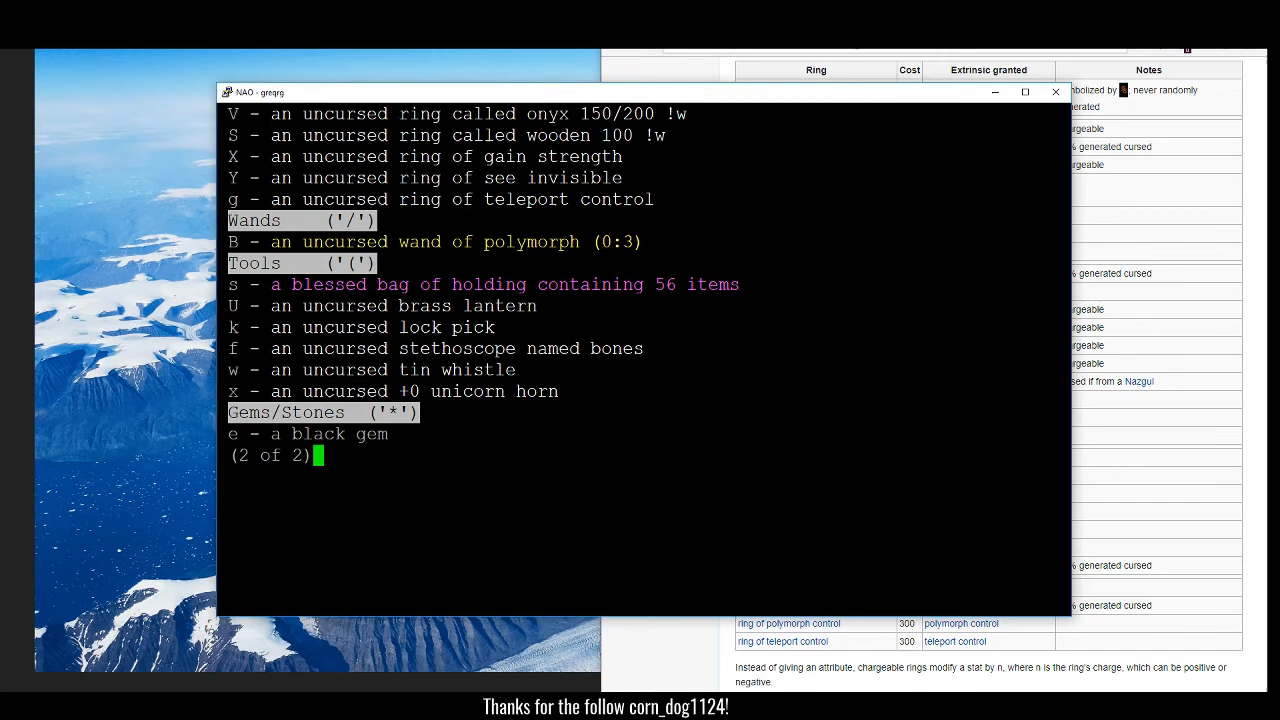 Ring Cost Extrinsic granted Notes
NAO - greqrg
V - an uncursed ring called onyx 150/200 !w
S - an uncursed ring called wooden 100 !w
X - an uncursed ring of gain strength
Y - an uncursed ring of see invisible
g - an uncursed ring of teleport control
Wands ('/')
B - an uncursed wand of polymorph (0:3)
Tools ('(')
s - a blessed bag of holding containing 56 items
U - an uncursed brass lantern
k - an uncursed lock pick
f - an uncursed stethoscope named bones
w - an uncursed tin whistle
x - an uncursed +0 unicorn horn
Gems/Stones ('*')
e - a black gem
(2 of 2)
; never randomly
% generated cursed
% generated cursed
if from a Nazgul
% generated cursed
% generated cursed
ring of polymorph control 300 polymorph control
ring of teleport control 300 teleport control
Instead of giving an attribute, chargeable rings modify a stat by n, where n is the ring's charge, which can be positive or
negative.
Thanks for the follow corn_dog1124!